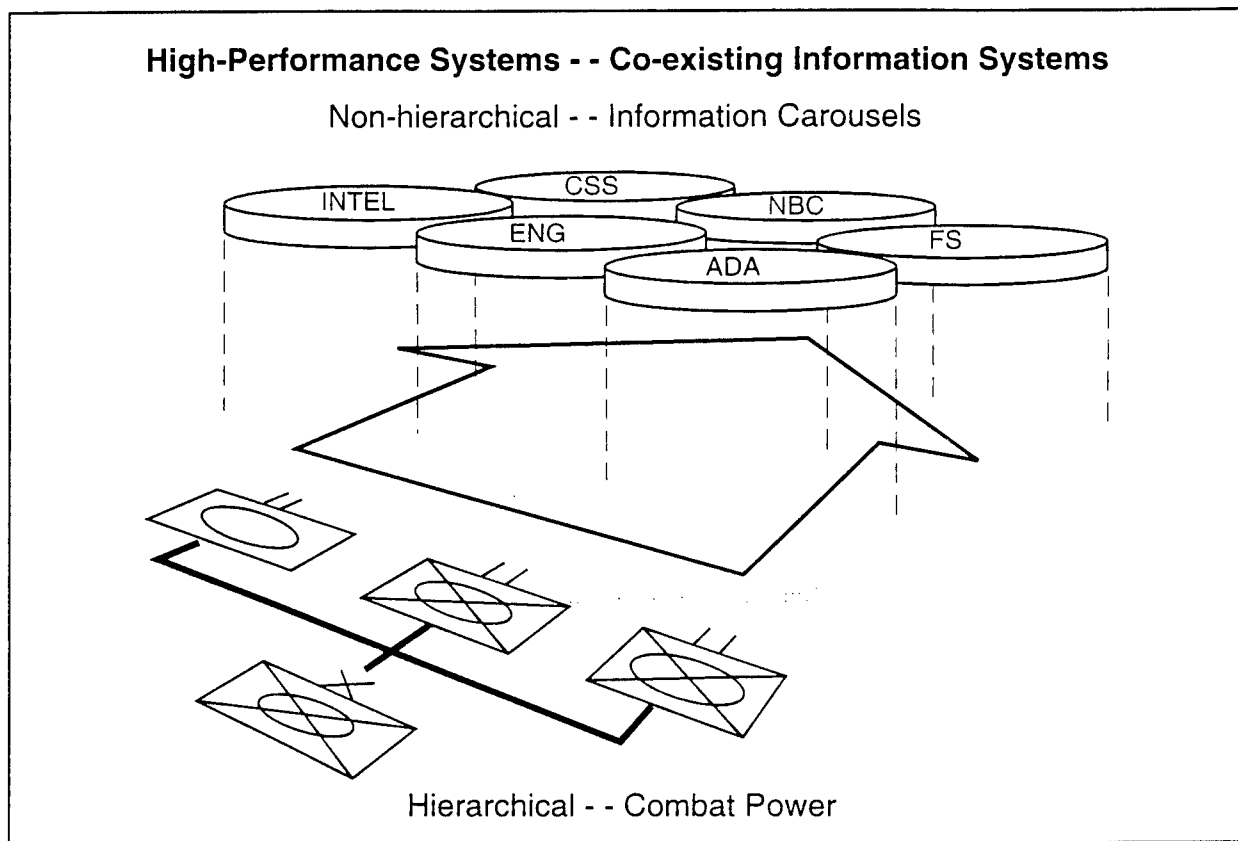 High-Performance Systems - - Co-existing Information Systems
Non-hierarchical - - Information Carousels
CSS
INTEL
NBC
ENG
FS
ADA
Hierarchical - - Combat Power